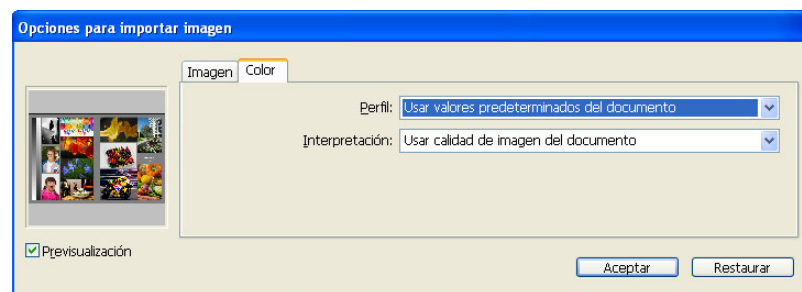 Opciones para importar imagen
Imagen Color
Perfil: Usar valores predeterminados del documento
Interpretación: Usar calidad de imagen del documento
Previsualización
Aceptar Restaurar